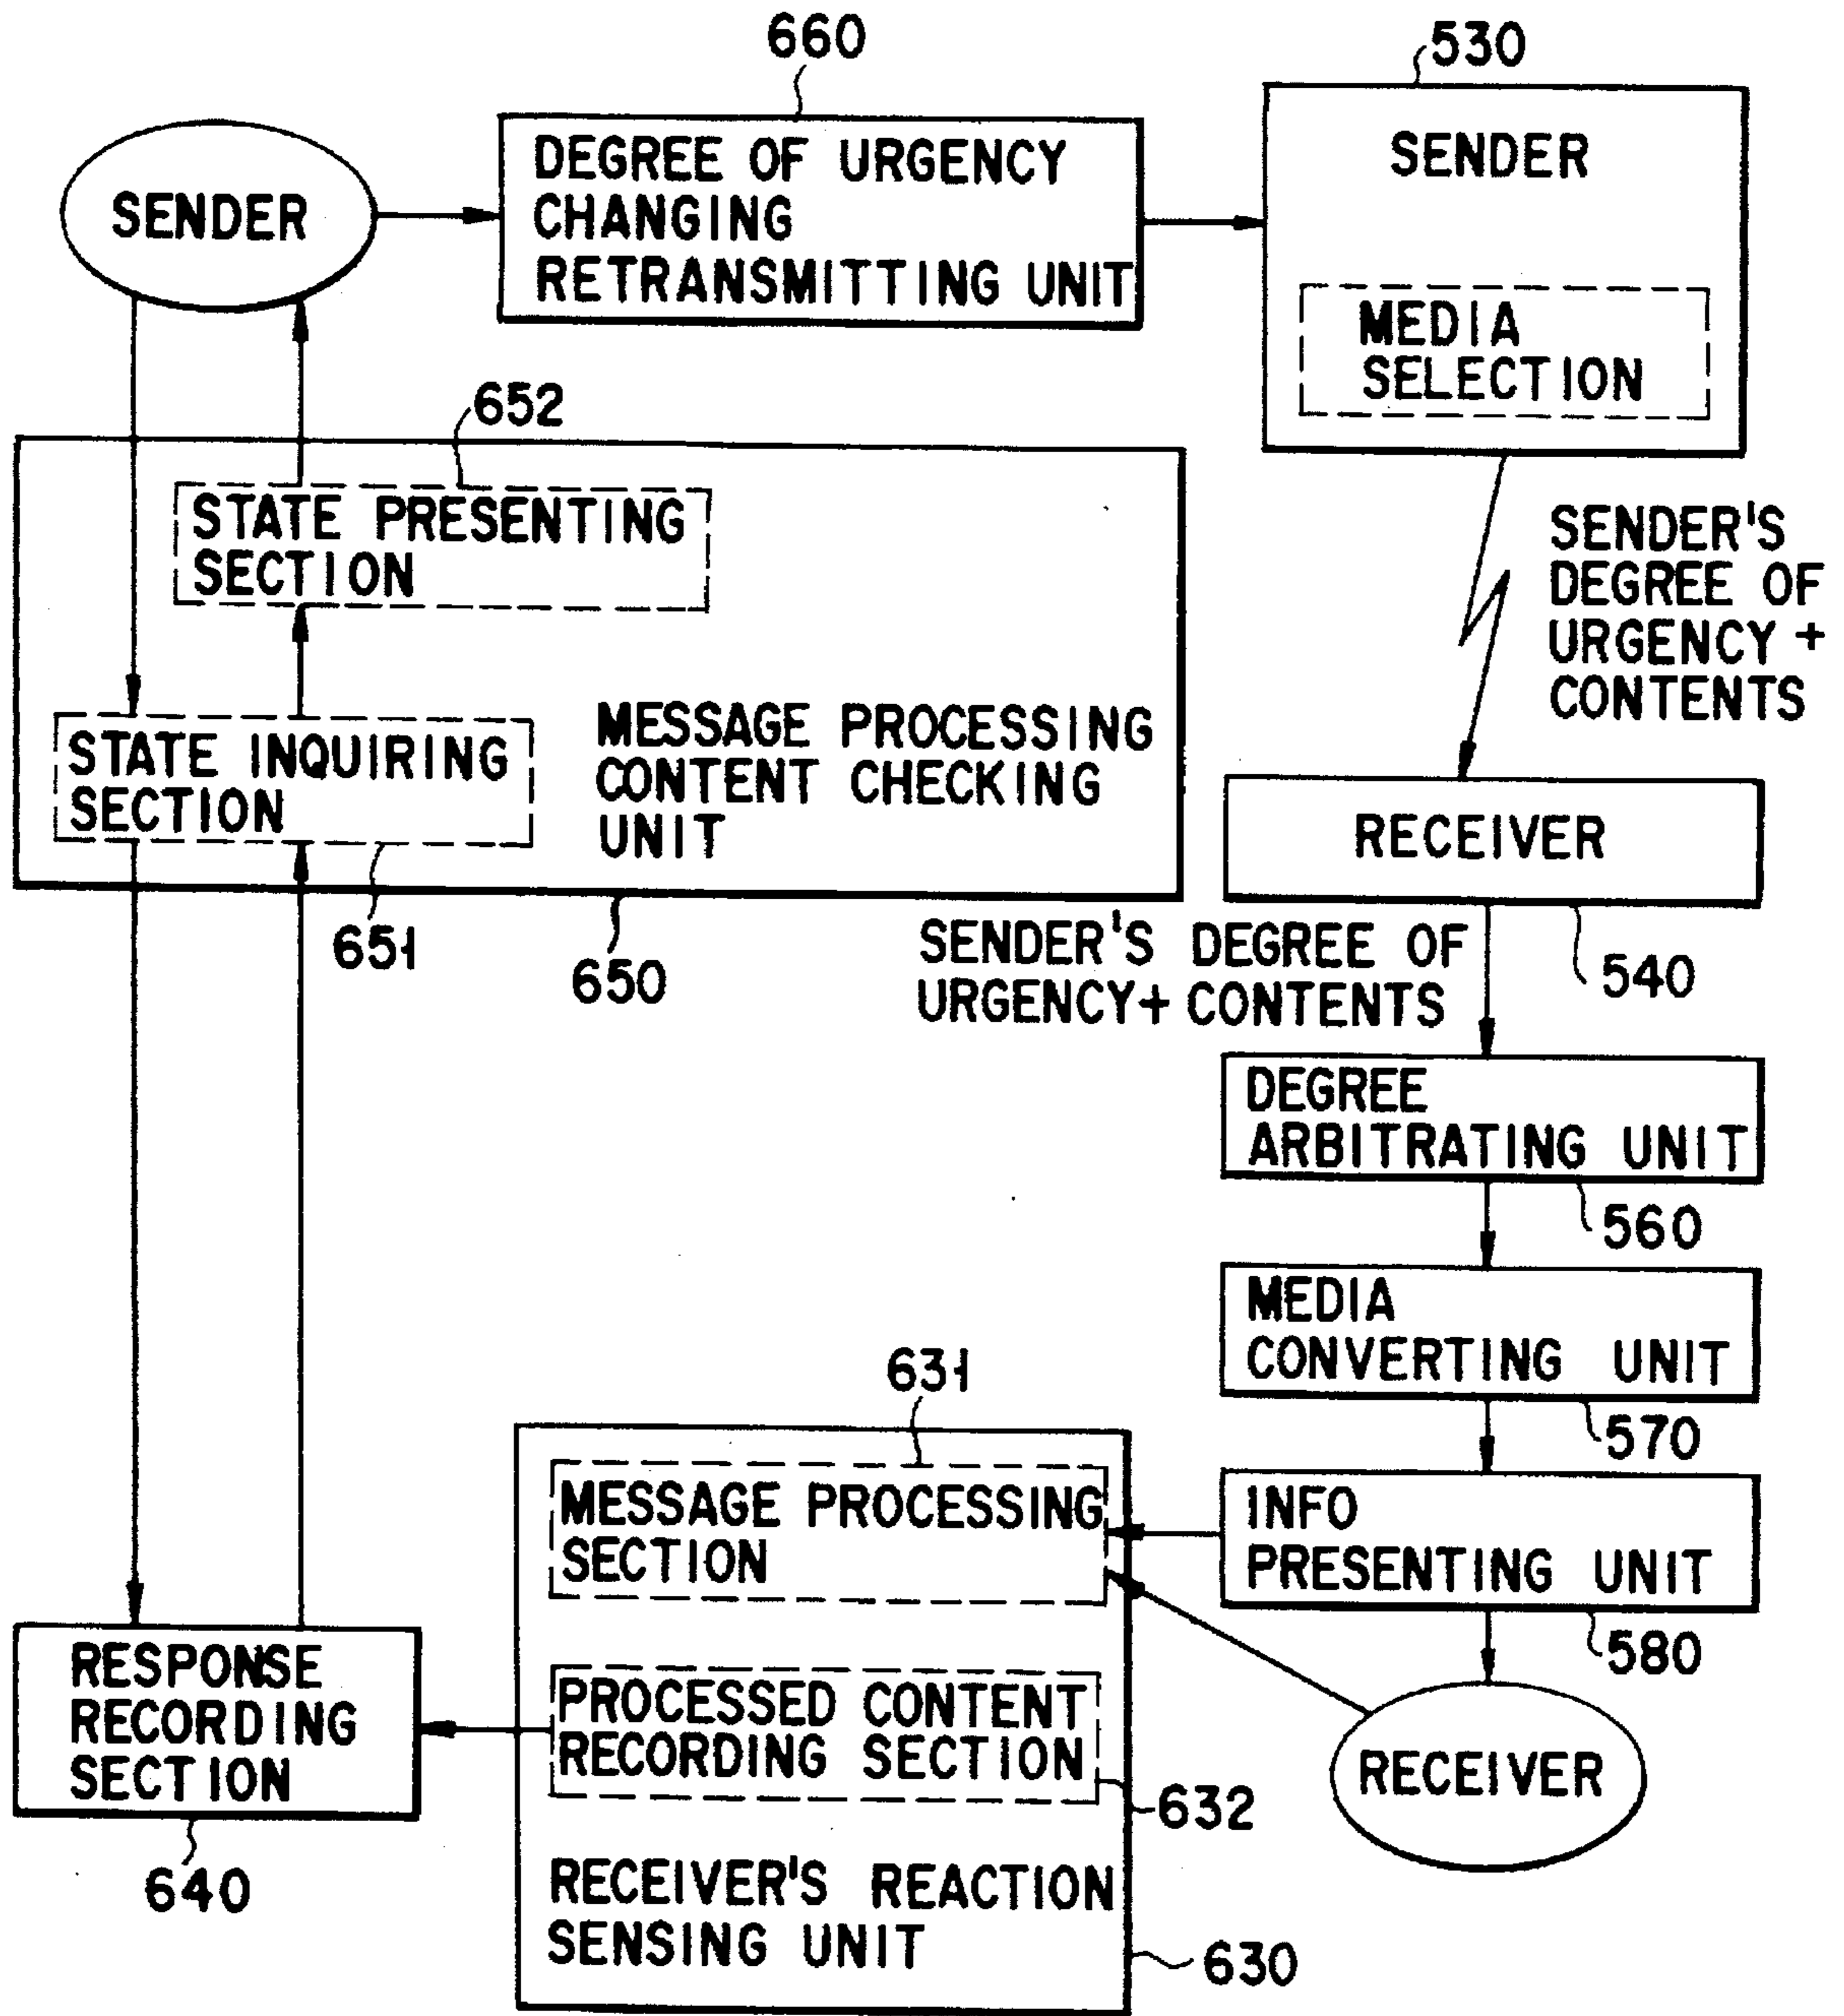 660
530
SENDER
DEGREE OF URGENCY
CHANGING
RETRANSMITTING UNIT
SENDER
MEDIA
SELECTION
652
STATE PRESENTING
SECTION
SENDER'S
DEGREE OF
URGENCY +
CONTENTS
STATE INQUIRING
SECTION
MESSAGE PROCESSING
CONTENT CHECKING
UNIT
RECEIVER
651
650
540
SENDER'S DEGREE OF
URGENCY+ CONTENTS
DEGREE
ARBITRATING UNIT
560
MEDIA
CONVERTING UNIT
570
631
MESSAGE PROCESSING
SECTION
INFO
PRESENTING UNIT
580
RESPONSE
RECORDING
SECTION
640
PROCESSED CONTENT
RECORDING SECTION
632
RECEIVER
RECEIVER'S REACTION
SENSING UNIT
630